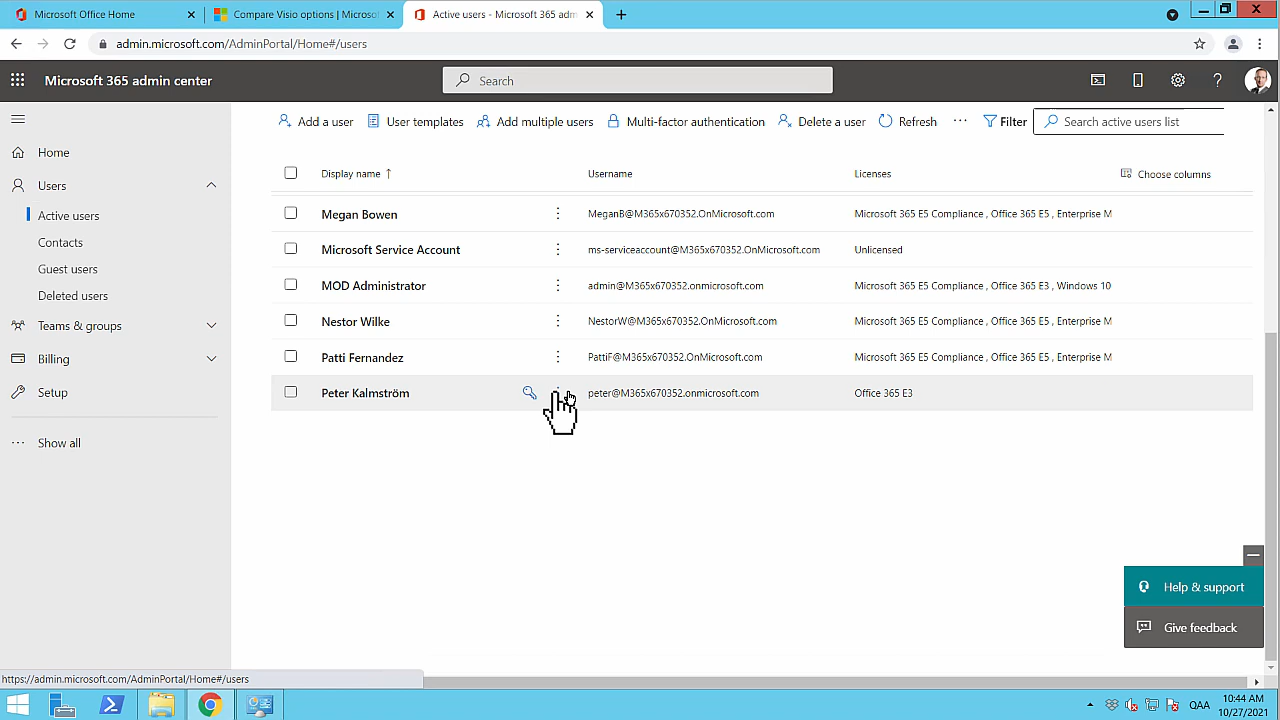 Microsoft Office Home
Compare Visio options | Microsof
Active users - Microsoft 365 adm
admin.microsoft.com/AdminPortal/Home#/users
Microsoft 365 admin center
Search
Add a user
User templates
Add multiple users
Multi-factor authentication
Delete a user
Refresh
Filter
Search active users list
Home
Users
Active users
Contacts
Guest users
Deleted users
Teams & groups
Billing
Setup
Show all
Display name ↑ Username Licenses Choose columns
Megan Bowen MeganB@M365x670352.OnMicrosoft.com Microsoft 365 E5 Compliance , Office 365 E5 , Enterprise M
Microsoft Service Account ms-serviceaccount@M365x670352.OnMicrosoft.com Unlicensed
MOD Administrator admin@M365x670352.onmicrosoft.com Microsoft 365 E5 Compliance , Office 365 E3 , Windows 10
Nestor Wilke NestorW@M365x670352.OnMicrosoft.com Microsoft 365 E5 Compliance , Office 365 E5 , Enterprise M
Patti Fernandez PattiF@M365x670352.OnMicrosoft.com Microsoft 365 E5 Compliance , Office 365 E5 , Enterprise M
Peter Kalmström peter@M365x670352.onmicrosoft.com Office 365 E3
Help & support
Give feedback
https://admin.microsoft.com/AdminPortal/Home#/users
QAA
10:44 AM
10/27/2021